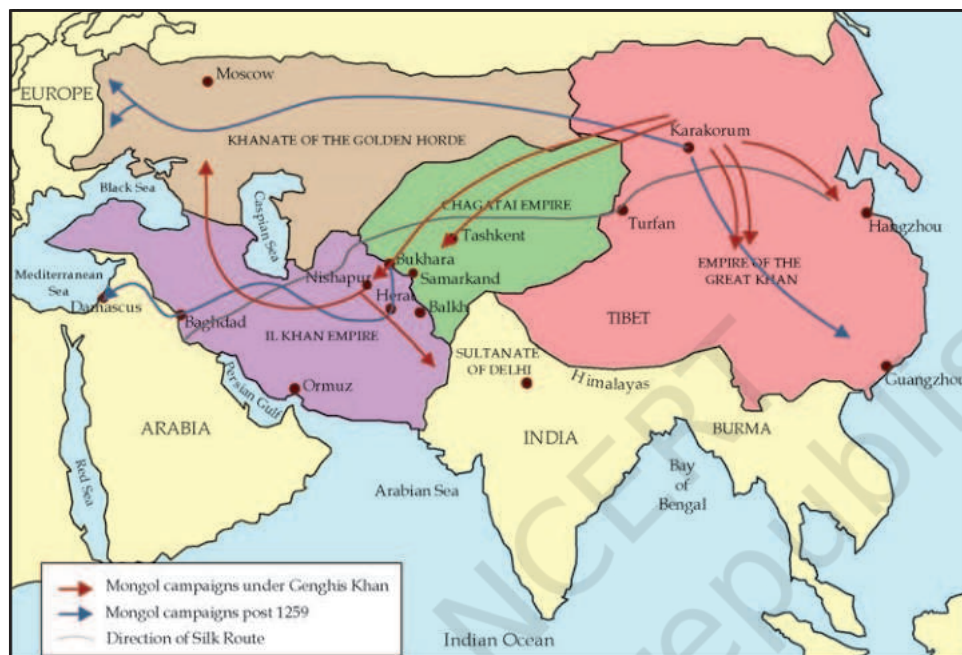 Moscow
EUROPE
KHANATE OF THE GOLDEN HORDE
Karakorum
Black Sea
Caspian Sea
CHAGATAI EMPIRE
Turfan
Hangzhou
Tashkent
Mediterranean
Sea
Bukhara
Nishapur
Samarkand
EMPIRE OF THE
GREAT KHAN
Damascus
Herat
Balkh
Baghdad
IL KHAN EMPIRE
TIBET
SULTANATE
OF DELHI
Himalayas
Guangzhou
Ormuz
Persian Gulf
ARABIA
INDIA
BURMA
Red Sea
Arabian Sea
Bay
of
Bengal
Mongol campaigns under Genghis Khan
Mongol campaigns post 1259
Direction of Silk Route
Indian Ocean
NCERT
republis